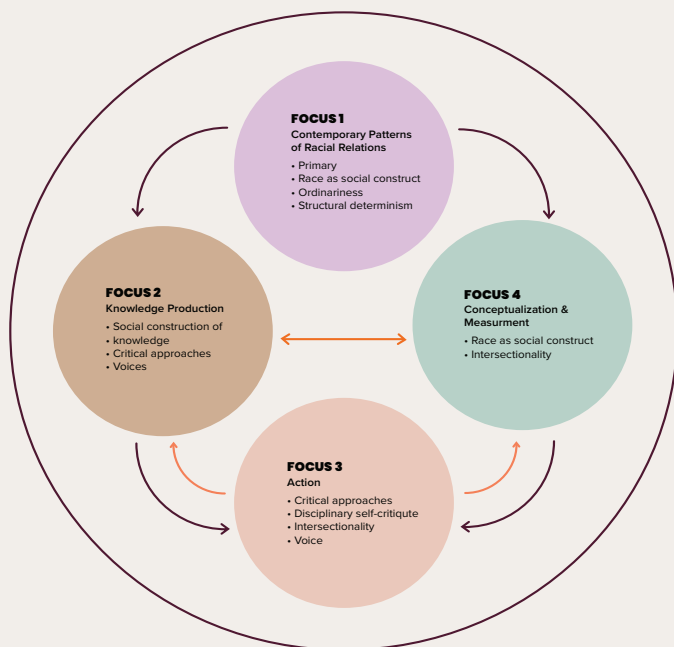 FOCUS 1
Contemporary Patterns
of Racial Relations
• Primary
• Race as social construct
• Ordinariness
• Structural determinism
FOCUS 2
Knowledge Production
• Social construction of
• knowledge
• Critical approaches
• Voices
FOCUS 4
Conceptualization &
Measurment
• Race as social construct
• Intersectionality
FOCUS 3
Action
• Critical approaches
• Disciplinary self-critiqute
• Intersectionality
• Voice